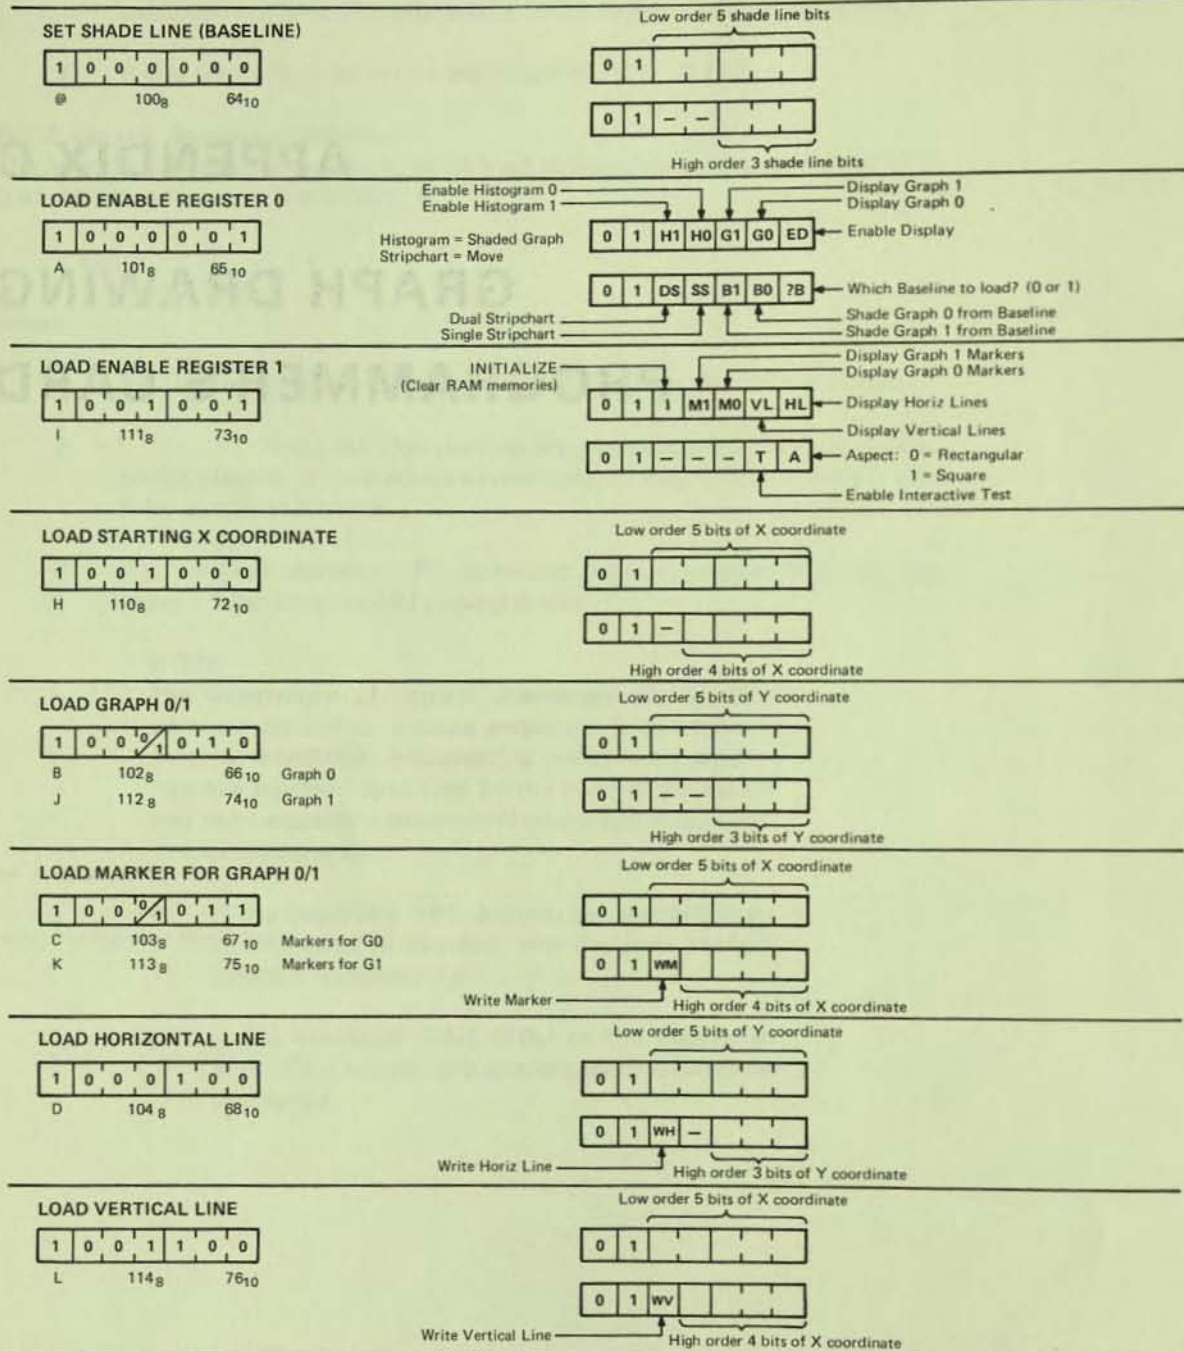 SET SHADE LINE (BASELINE)
1 0 0 0 0 0 0
@ 100₈ 64₁₀
Low order 5 shade line bits
0 1
0 1 – –
High order 3 shade line bits
LOAD ENABLE REGISTER 0
1 0 0 0 0 0 1
A 101₈ 65₁₀
Enable Histogram 0
Enable Histogram 1
Display Graph 1
Display Graph 0
Histogram = Shaded Graph
Stripchart = Move
0 1 H1 H0 G1 G0 ED
Enable Display
0 1 DS SS B1 B0 ?B
Which Baseline to load? (0 or 1)
Dual Stripchart
Single Stripchart
Shade Graph 0 from Baseline
Shade Graph 1 from Baseline
LOAD ENABLE REGISTER 1
1 0 0 1 0 0 1
I 111₈ 73₁₀
INITIALIZE
(Clear RAM memories)
Display Graph 1 Markers
Display Graph 0 Markers
0 1 I M1 M0 VL HL
Display Horiz Lines
Display Vertical Lines
0 1 – – – T A
Aspect: 0 = Rectangular
1 = Square
Enable Interactive Test
LOAD STARTING X COORDINATE
1 0 0 1 0 0 0
H 110₈ 72₁₀
Low order 5 bits of X coordinate
0 1
0 1 –
High order 4 bits of X coordinate
LOAD GRAPH 0/1
1 0 0 0/1 0 1 0
B 102₈ 66₁₀ Graph 0
J 112₈ 74₁₀ Graph 1
Low order 5 bits of Y coordinate
0 1
0 1 – –
High order 3 bits of Y coordinate
LOAD MARKER FOR GRAPH 0/1
1 0 0 0/1 0 1 1
C 103₈ 67₁₀ Markers for G0
K 113₈ 75₁₀ Markers for G1
Low order 5 bits of X coordinate
0 1
0 1 WM
Write Marker
High order 4 bits of X coordinate
LOAD HORIZONTAL LINE
1 0 0 0 1 0 0
D 104₈ 68₁₀
Low order 5 bits of Y coordinate
0 1
0 1 WH –
Write Horiz Line
High order 3 bits of Y coordinate
LOAD VERTICAL LINE
1 0 0 1 1 0 0
L 114₈ 76₁₀
Low order 5 bits of X coordinate
0 1
0 1 WV
Write Vertical Line
High order 4 bits of X coordinate